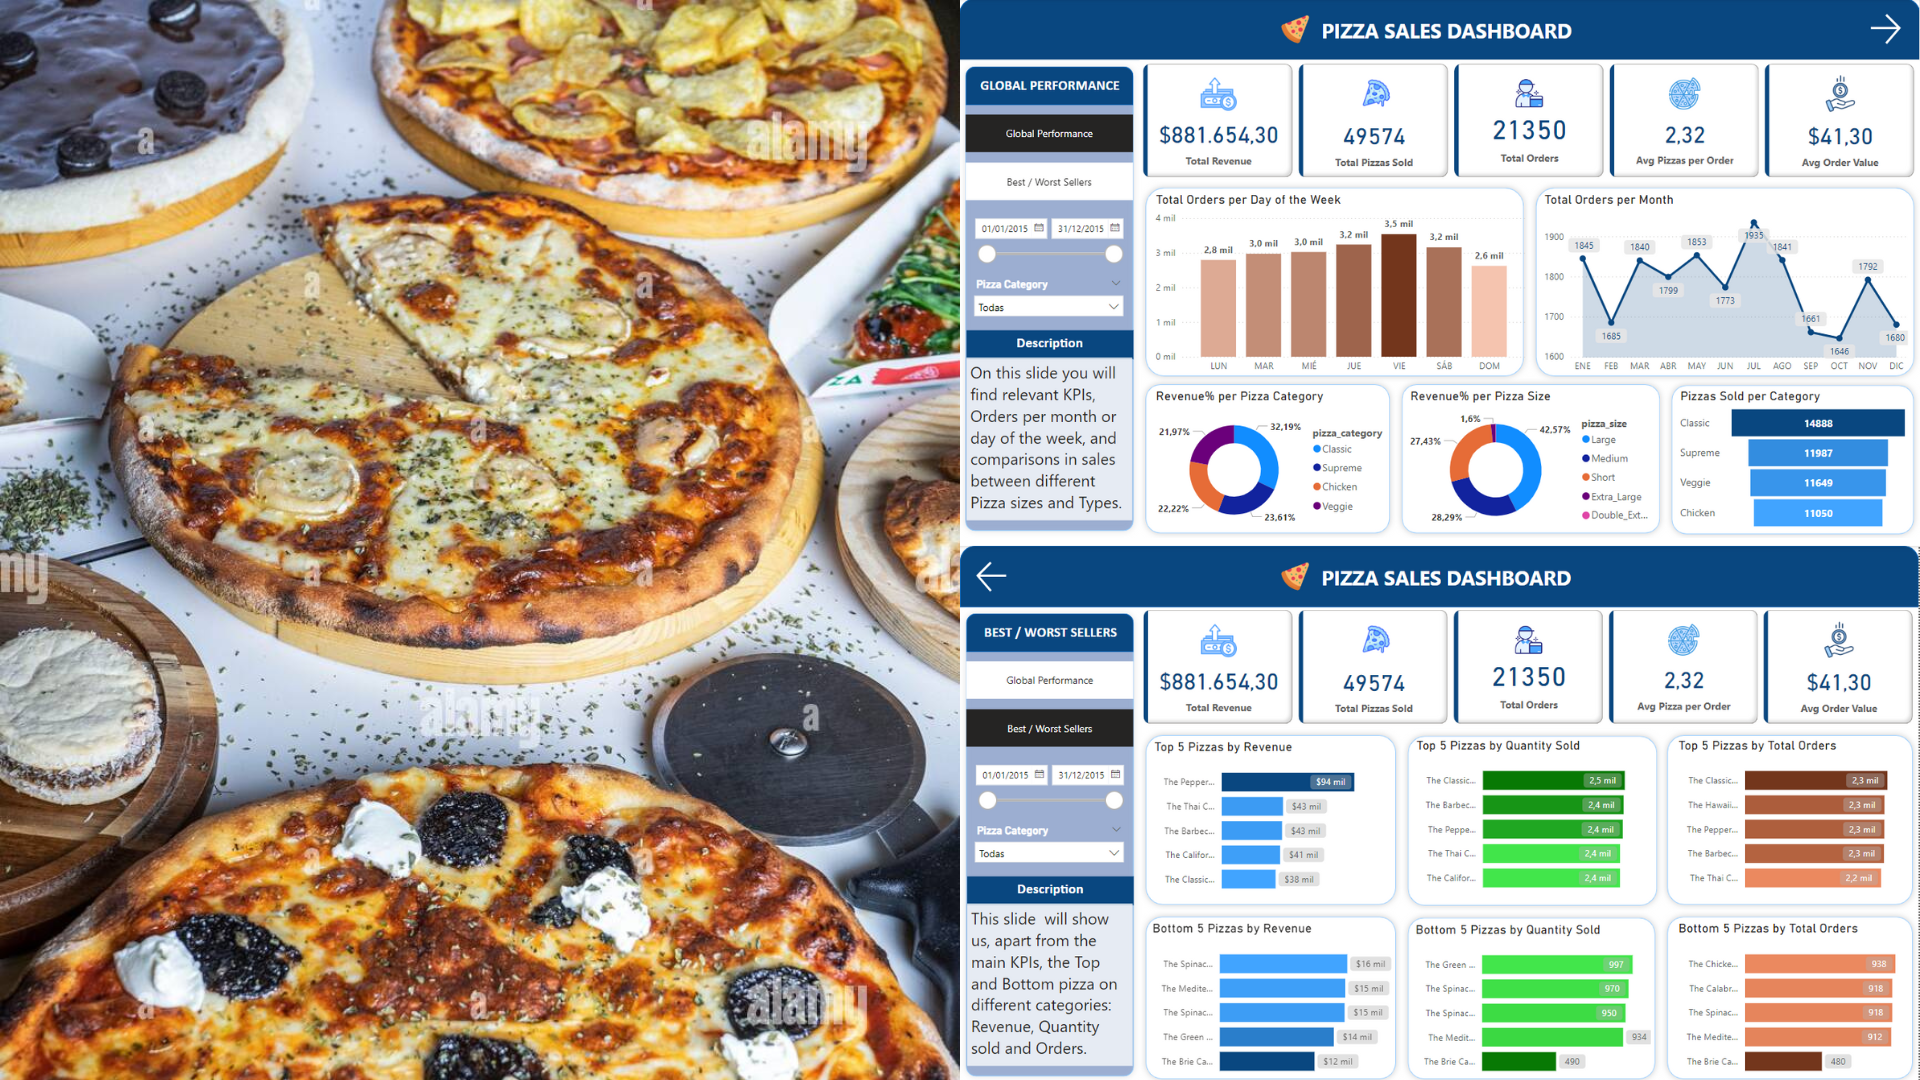 a
a
a
alamy
a
a
a
a
a
ZA
my
a
a
al
alamy
a
a
a
a
a
alamy
PIZZA SALES DASHBOARD
GLOBAL PERFORMANCE
Global Performance
Best / Worst Sellers
01/01/2015
31/12/2015
Pizza Category
Todas
Description
On this slide you will
find relevant KPIs,
Orders per month or
day of the week, and
comparisons in sales
between different
Pizza sizes and Types.
$881.654,30
Total Revenue
49574
Total Pizzas Sold
21350
Total Orders
2,32
Avg Pizzas per Order
$41,30
Avg Order Value
Total Orders per Day of the Week
4 mil
3 mil
2 mil
1 mil
0 mil
2,8 mil
3,0 mil
3,0 mil
3,2 mil
3,5 mil
3,2 mil
2,6 mil
LUN MAR MIÉ JUE VIE SÁB DOM
Total Orders per Month
1900
1800
1700
1600
1845
1685
1840
1799
1853
1773
1935
1841
1661
1646
1792
1680
ENE FEB MAR ABR MAY JUN JUL AGO SEP OCT NOV DIC
Revenue% per Pizza Category
21,97%
32,19%
22,22%
23,61%
pizza_category
Classic
Supreme
Chicken
Veggie
Revenue% per Pizza Size
1,6%
42,57%
27,43%
28,29%
pizza_size
Large
Medium
Short
Extra_Large
Double_Ext...
Pizzas Sold per Category
Classic 14888
Supreme 11987
Veggie 11649
Chicken 11050
PIZZA SALES DASHBOARD
BEST / WORST SELLERS
Global Performance
Best / Worst Sellers
01/01/2015
31/12/2015
Pizza Category
Todas
Description
This slide will show
us, apart from the
main KPIs, the Top
and Bottom pizza on
different categories:
Revenue, Quantity
sold and Orders.
$881.654,30
Total Revenue
49574
Total Pizzas Sold
21350
Total Orders
2,32
Avg Pizza per Order
$41,30
Avg Order Value
Top 5 Pizzas by Revenue
The Pepper... $94 mil
The Thai C... $43 mil
The Barbec... $43 mil
The Califor... $41 mil
The Classic... $38 mil
Top 5 Pizzas by Quantity Sold
The Classic... 2,5 mil
The Barbec... 2,4 mil
The Peppe... 2,4 mil
The Thai C... 2,4 mil
The Califor... 2,4 mil
Top 5 Pizzas by Total Orders
The Classic... 2,3 mil
The Hawaii... 2,3 mil
The Pepper... 2,3 mil
The Barbec... 2,3 mil
The Thai C... 2,2 mil
Bottom 5 Pizzas by Revenue
The Spinac... $16 mil
The Medite... $15 mil
The Spinac... $15 mil
The Green ... $14 mil
The Brie Ca... $12 mil
Bottom 5 Pizzas by Quantity Sold
The Green ... 997
The Spinac... 970
The Spinac... 950
The Medit... 934
The Brie Ca... 490
Bottom 5 Pizzas by Total Orders
The Chicke... 938
The Calabr... 918
The Spinac... 918
The Medite... 912
The Brie Ca... 480